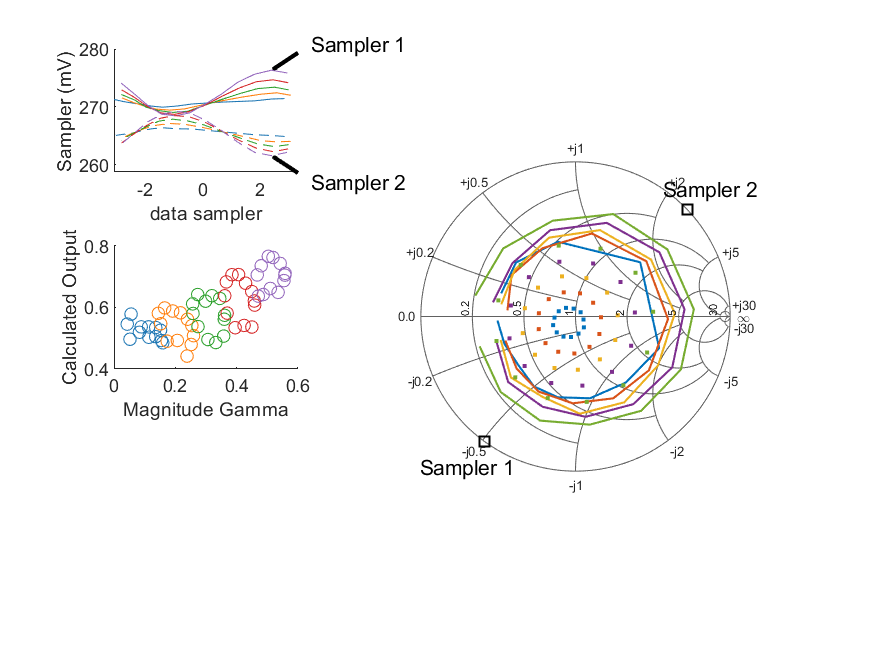 Sampler 1
280
270
260
Sampler (mV)
-2 0 2
data sampler
Sampler 2
0.8
0.6
0.4
Calculated Output
0 0.2 0.4 0.6
Magnitude Gamma
+j1
+j0.5
+j2
Sampler 2
+j0.2
+j5
0.0
0.2
0.5
1
2
5
30
+j30
∞
-j30
-j0.2
-j5
-j0.5
-j2
Sampler 1
-j1